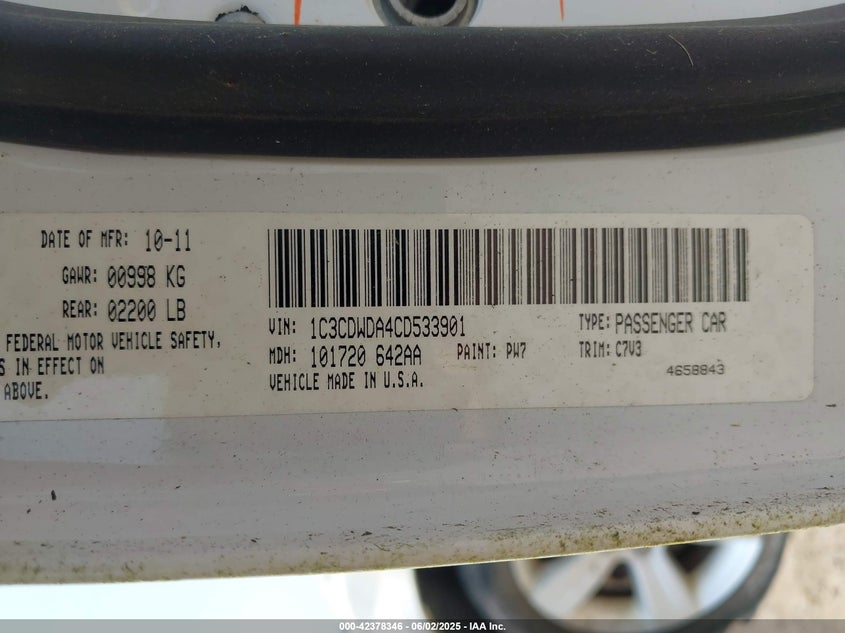 DATE OF MFR: 10-11
GAWR: 00998 KG
REAR: 02200 LB
FEDERAL MOTOR VEHICLE SAFETY,
S IN EFFECT ON
ABOVE.
VIN: 1C3CDWDA4CD533901 TYPE: PASSENGER CAR
MDH: 101720 642AA PAINT: PW7 TRIM: C7V3
VEHICLE MADE IN U.S.A. 4658843
000-42378346 - 06/02/2025 - IAA Inc.